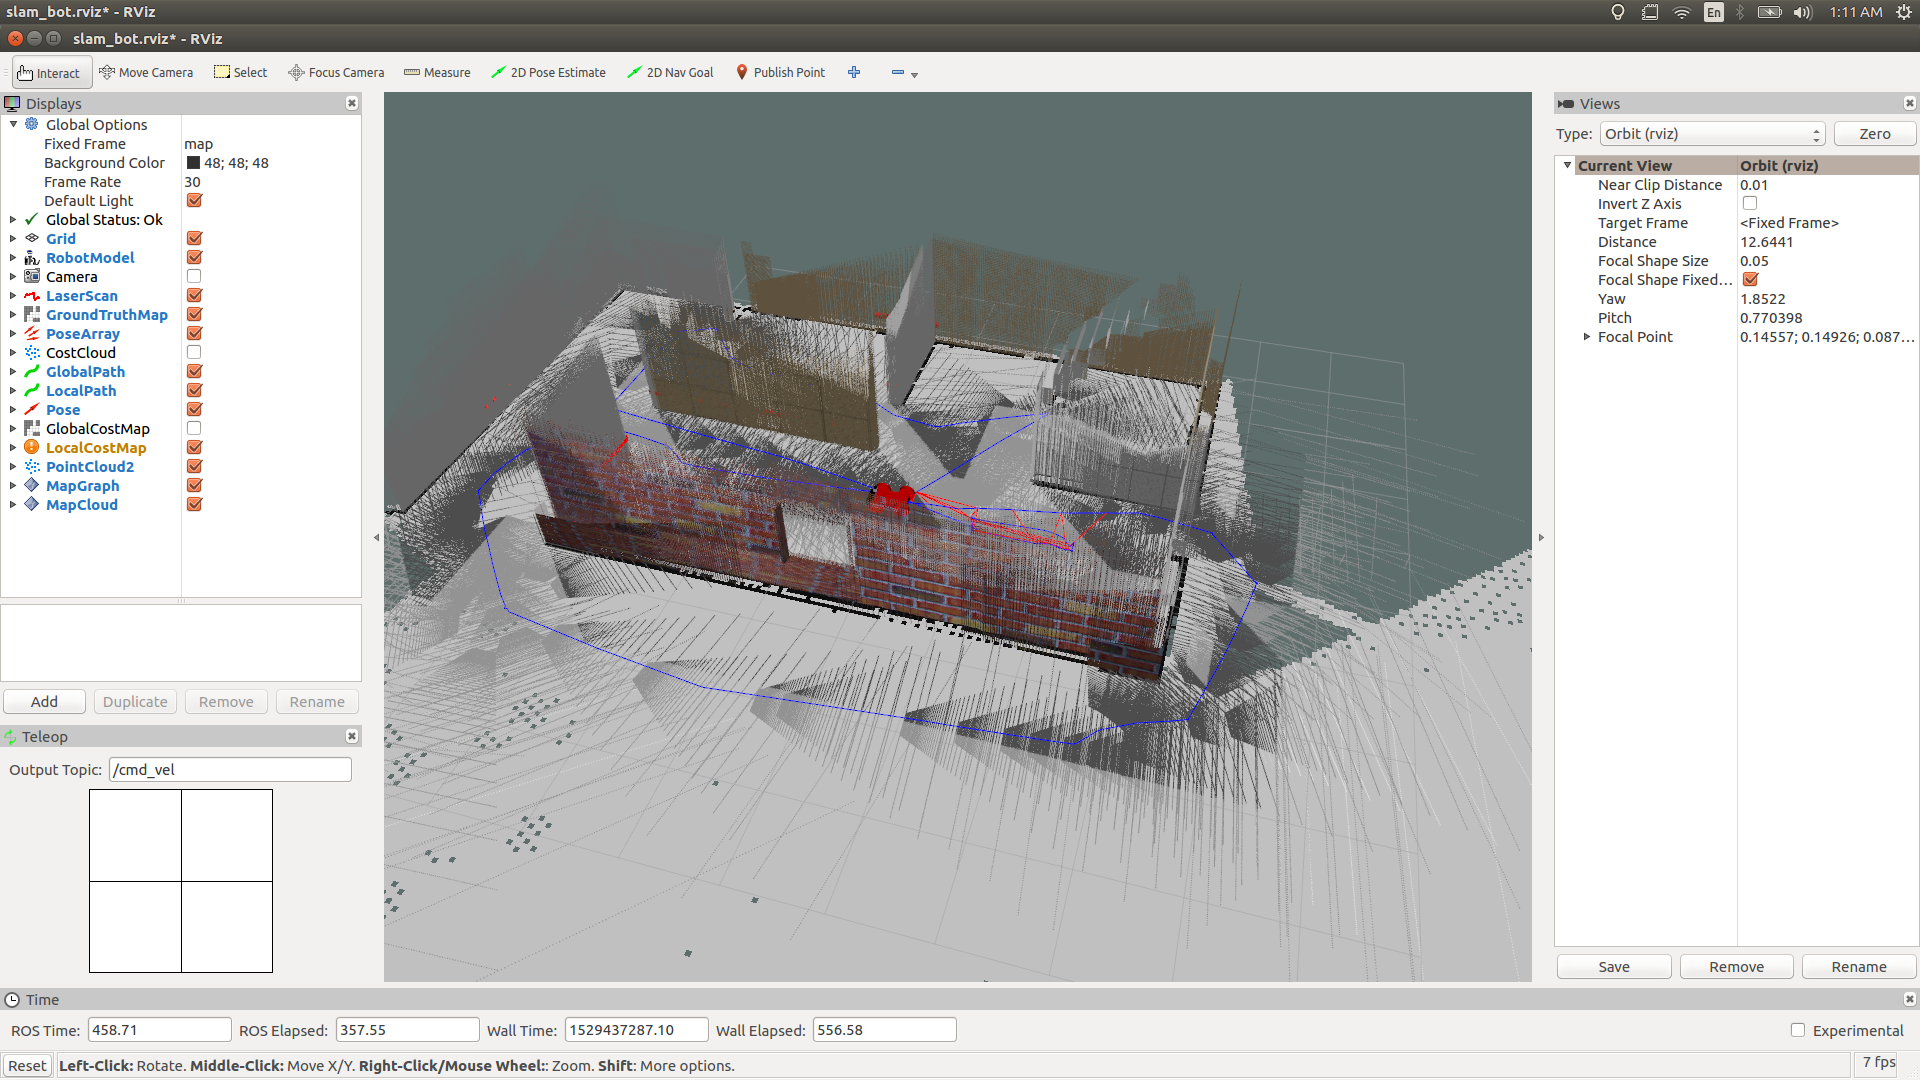 slam_bot.rviz* - RViz
En
1:11 AM
slam_bot.rviz* - RViz
Interact
Move Camera
Select
Focus Camera
Measure
2D Pose Estimate
2D Nav Goal
Publish Point
Displays
Global Options
Fixed Frame map
Background Color 48; 48; 48
Frame Rate 30
Default Light
Global Status: Ok
Grid
RobotModel
Camera
LaserScan
GroundTruthMap
PoseArray
CostCloud
GlobalPath
LocalPath
Pose
GlobalCostMap
LocalCostMap
PointCloud2
MapGraph
MapCloud
Add
Duplicate
Remove
Rename
Teleop
Output Topic: /cmd_vel
Views
Type: Orbit (rviz)
Zero
Current View Orbit (rviz)
Near Clip Distance 0.01
Invert Z Axis
Target Frame <Fixed Frame>
Distance 12.6441
Focal Shape Size 0.05
Focal Shape Fixed...
Yaw 1.8522
Pitch 0.770398
Focal Point 0.14557; 0.14926; 0.087...
Save
Remove
Rename
Time
ROS Time: 458.71 ROS Elapsed: 357.55 Wall Time: 1529437287.10 Wall Elapsed: 556.58
Experimental
Reset
Left-Click: Rotate. Middle-Click: Move X/Y. Right-Click/Mouse Wheel:: Zoom. Shift: More options.
7 fps